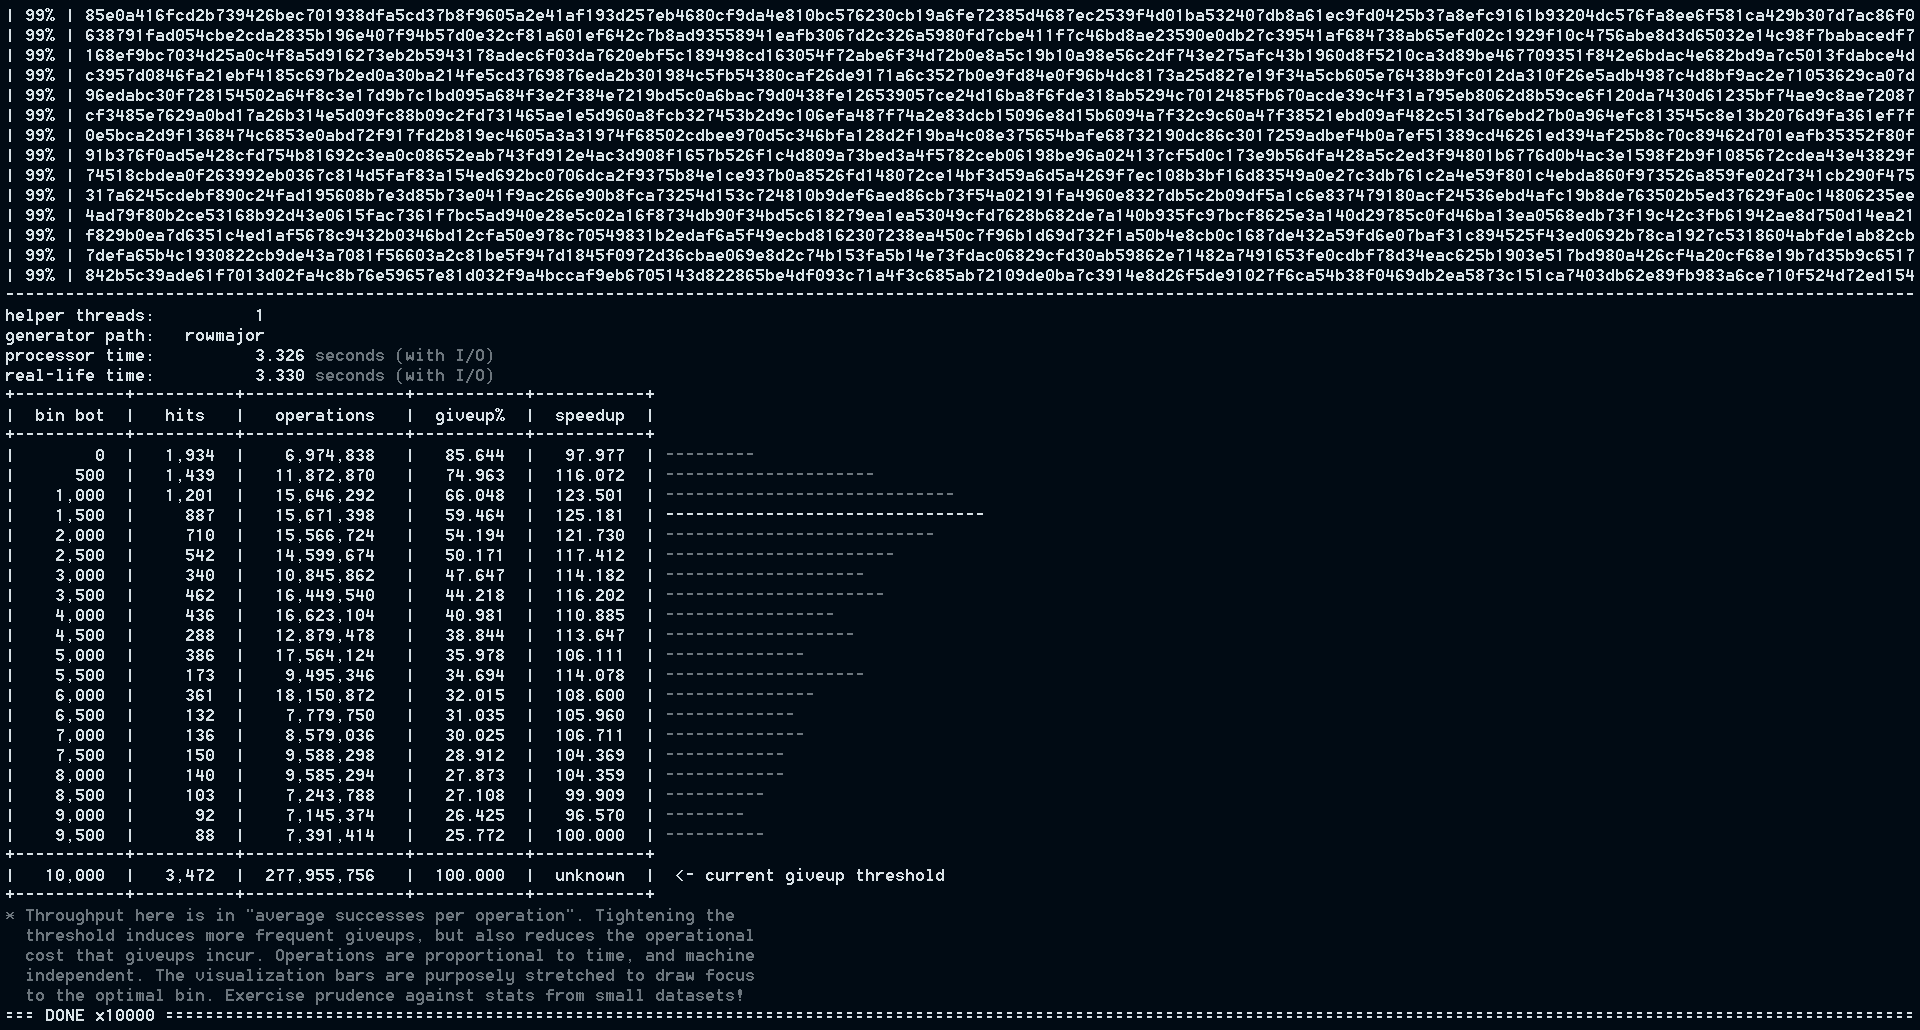 | 99% | 85e0a416fcd2b739426bec701938dfa5cd37b8f9605a2e41af193d257eb4680cf9da4e810bc576230cb19a6fe72385d4687ec2539f4d01ba532407db8a61ec9fd0425b37a8efc9161b93204dc576fa8ee6f581ca429b307d7ac86f0
| 99% | 638791fad054cbe2cda2835b196e407f94b57d0e32cf81a601ef642c7b8ad93558941eafb3067d2c326a5980fd7cbe411f7c46bd8ae23590e0db27c39541af684738ab65efd02c1929f10c4756abe8d3d65032e14c98f7babacedf7
| 99% | 168ef9bc7034d25a0c4f8a5d916273eb2b5943178adec6f03da7620ebf5c189498cd163054f72abe6f34d72b0e8a5c19b10a98e56c2df743e275afc43b1960d8f5210ca3d89be467709351f842e6bdac4e682bd9a7c5013fdabce4d
| 99% | c3957d0846fa21ebf4185c697b2ed0a30ba214fe5cd3769876eda2b301984c5fb54380caf26de9171a6c3527b0e9fd84e0f96b4dc8173a25d827e19f34a5cb605e76438b9fc012da310f26e5adb4987c4d8bf9ac2e71053629ca07d
| 99% | 96edabc30f728154502a64f8c3e17d9b7c1bd095a684f3e2f384e7219bd5c0a6bac79d0438fe126539057ce24d16ba8f6fde318ab5294c7012485fb670acde39c4f31a795eb8062d8b59ce6f120da7430d61235bf74ae9c8ae72087
| 99% | cf3485e7629a0bd17a26b314e5d09fc88b09c2fd731465ae1e5d960a8fcb327453b2d9c106efa487f74a2e83dcb15096e8d15b6094a7f32c9c60a47f38521ebd09af482c513d76ebd27b0a964efc813545c8e13b2076d9fa361ef7f
| 99% | 0e5bca2d9f1368474c6853e0abd72f917fd2b819ec4605a3a31974f68502cdbee970d5c346bfa128d2f19ba4c08e375654bafe68732190dc86c3017259adbef4b0a7ef51389cd46261ed394af25b8c70c89462d701eafb35352f80f
| 99% | 91b376f0ad5e428cfd754b81692c3ea0c08652eab743fd912e4ac3d908f1657b526f1c4d809a73bed3a4f5782ceb06198be96a024137cf5d0c173e9b56dfa428a5c2ed3f94801b6776d0b4ac3e1598f2b9f1085672cdea43e43829f
| 99% | 74518cbdea0f263992eb0367c814d5faf83a154ed692bc0706dca2f9375b84e1ce937b0a8526fd148072ce14bf3d59a6d5a4269f7ec108b3bf16d83549a0e27c3db761c2a4e59f801c4ebda860f973526a859fe02d7341cb290f475
| 99% | 317a6245cdebf890c24fad195608b7e3d85b73e041f9ac266e90b8fca73254d153c724810b9def6aed86cb73f54a02191fa4960e8327db5c2b09df5a1c6e837479180acf24536ebd4afc19b8de763502b5ed37629fa0c14806235ee
| 99% | 4ad79f80b2ce53168b92d43e0615fac7361f7bc5ad940e28e5c02a16f8734db90f34bd5c618279ea1ea53049cfd7628b682de7a140b935fc97bcf8625e3a140d29785c0fd46ba13ea0568edb73f19c42c3fb61942ae8d750d14ea21
| 99% | f829b0ea7d6351c4ed1af5678c9432b0346bd12cfa50e978c70549831b2edaf6a5f49ecbd8162307238ea450c7f96b1d69d732f1a50b4e8cb0c1687de432a59fd6e07baf31c894525f43ed0692b78ca1927c5318604abfde1ab82cb
| 99% | 7defa65b4c1930822cb9de43a7081f56603a2c81be5f947d1845f0972d36cbae069e8d2c74b153fa5b14e73fdac06829cfd30ab59862e71482a7491653fe0cdbf78d34eac625b1903e517bd980a426cf4a20cf68e19b7d35b9c6517
| 99% | 842b5c39ade61f7013d02fa4c8b76e59657e81d032f9a4bccaf9eb6705143d822865be4df093c71a4f3c685ab72109de0ba7c3914e8d26f5de91027f6ca54b38f0469db2ea5873c151ca7403db62e89fb983a6ce710f524d72ed154
helper threads: 1
generator path: rowmajor
processor time: 3.326 seconds (with I/O)
real-life time: 3.330 seconds (with I/O)
| bin bot | hits | operations | giveup% | speedup |
| 0 | 1,934 | 6,974,838 | 85.644 | 97.977 | ---------
| 500 | 1,439 | 11,872,870 | 74.963 | 116.072 | ---------------------
| 1,000 | 1,201 | 15,646,292 | 66.048 | 123.501 | -----------------------------
| 1,500 | 887 | 15,671,398 | 59.464 | 125.181 | --------------------------------
| 2,000 | 710 | 15,566,724 | 54.194 | 121.730 | ---------------------------
| 2,500 | 542 | 14,599,674 | 50.171 | 117.412 | -----------------------
| 3,000 | 340 | 10,845,862 | 47.647 | 114.182 | --------------------
| 3,500 | 462 | 16,449,540 | 44.218 | 116.202 | ----------------------
| 4,000 | 436 | 16,623,104 | 40.981 | 110.885 | -----------------
| 4,500 | 288 | 12,879,478 | 38.844 | 113.647 | -------------------
| 5,000 | 386 | 17,564,124 | 35.978 | 106.111 | --------------
| 5,500 | 173 | 9,495,346 | 34.694 | 114.078 | --------------------
| 6,000 | 361 | 18,150,872 | 32.015 | 108.600 | ---------------
| 6,500 | 132 | 7,779,750 | 31.035 | 105.960 | -------------
| 7,000 | 136 | 8,579,036 | 30.025 | 106.711 | --------------
| 7,500 | 150 | 9,588,298 | 28.912 | 104.369 | ------------
| 8,000 | 140 | 9,585,294 | 27.873 | 104.359 | ------------
| 8,500 | 103 | 7,243,788 | 27.108 | 99.909 | ----------
| 9,000 | 92 | 7,145,374 | 26.425 | 96.570 | --------
| 9,500 | 88 | 7,391,414 | 25.772 | 100.000 | ----------
| 10,000 | 3,472 | 277,955,756 | 100.000 | unknown | <- current giveup threshold
* Throughput here is in "average successes per operation". Tightening the
threshold induces more frequent giveups, but also reduces the operational
cost that giveups incur. Operations are proportional to time, and machine
independent. The visualization bars are purposely stretched to draw focus
to the optimal bin. Exercise prudence against stats from small datasets!
--- DONE x10000 ---